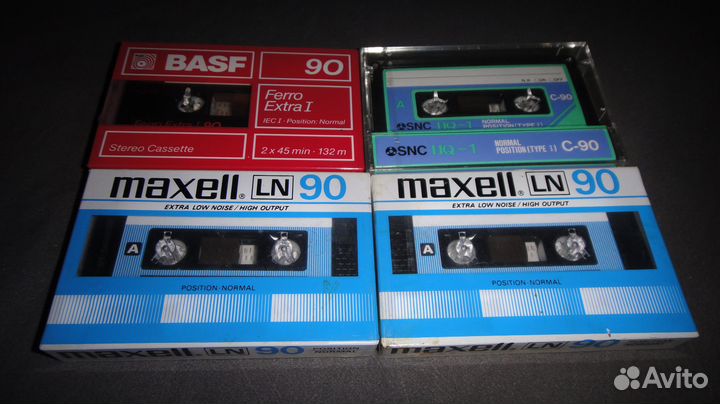 BASF 90
Ferro
Extra I
IEC I · Position: Normal
Stereo Cassette
2 x 45 min · 132 m
A
C-90
SNC HQ-1 NORMAL POSITION (TYPE I)
SNC HQ-1 NORMAL POSITION (TYPE I) C-90
maxell® LN 90
EXTRA LOW NOISE / HIGH OUTPUT
A
POSITION · NORMAL
maxell LN 90
maxell® LN 90
EXTRA LOW NOISE / HIGH OUTPUT
A
POSITION · NORMAL
maxell LN 90
Avito